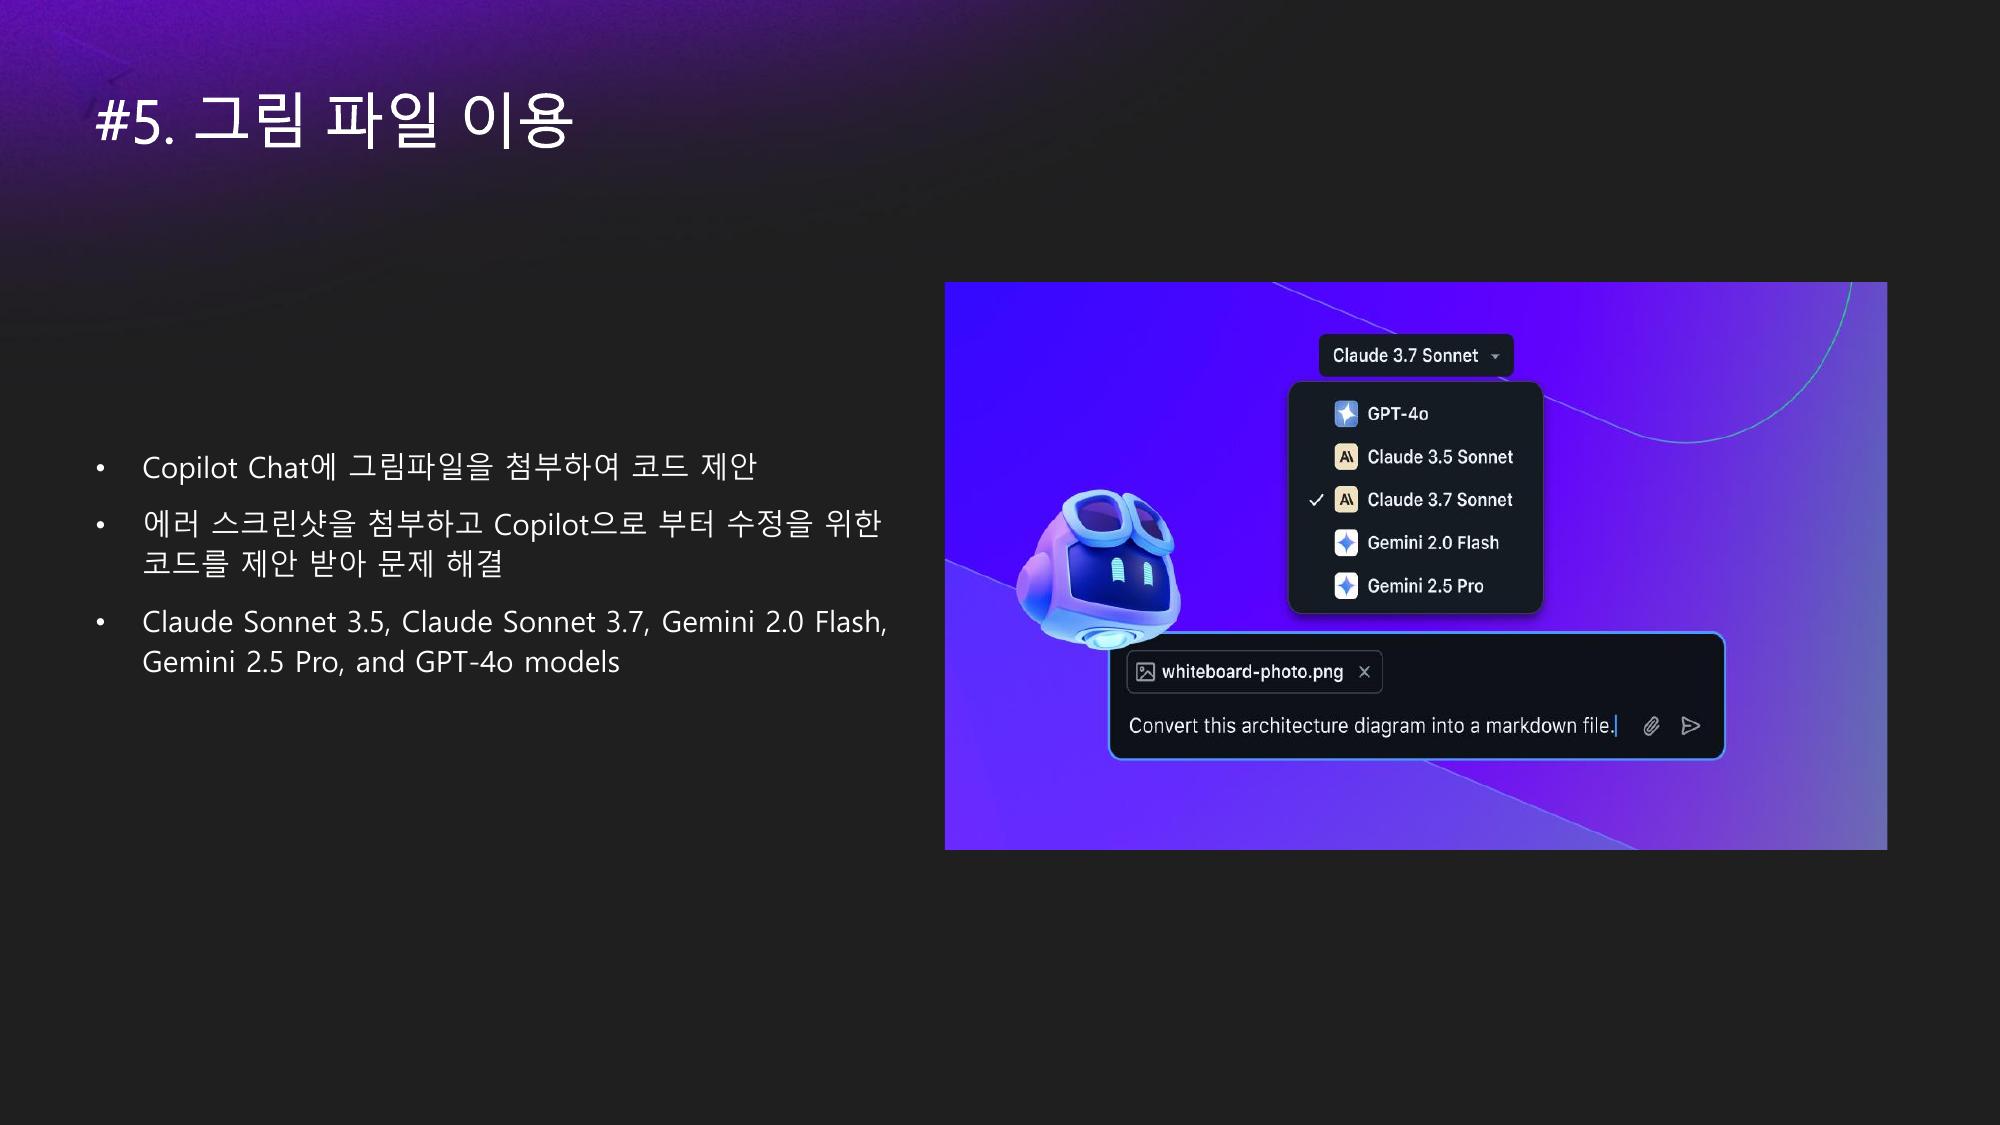 #5. 그림 파일 이용
• Copilot Chat에 그림파일을 첨부하여 코드 제안
• 에러 스크린샷을 첨부하고 Copilot으로 부터 수정을 위한
코드를 제안 받아 문제 해결
• Claude Sonnet 3.5, Claude Sonnet 3.7, Gemini 2.0 Flash,
Gemini 2.5 Pro, and GPT-4o models
Claude 3.7 Sonnet
GPT-4o
Claude 3.5 Sonnet
Claude 3.7 Sonnet
Gemini 2.0 Flash
Gemini 2.5 Pro
whiteboard-photo.png
Convert this architecture diagram into a markdown file.